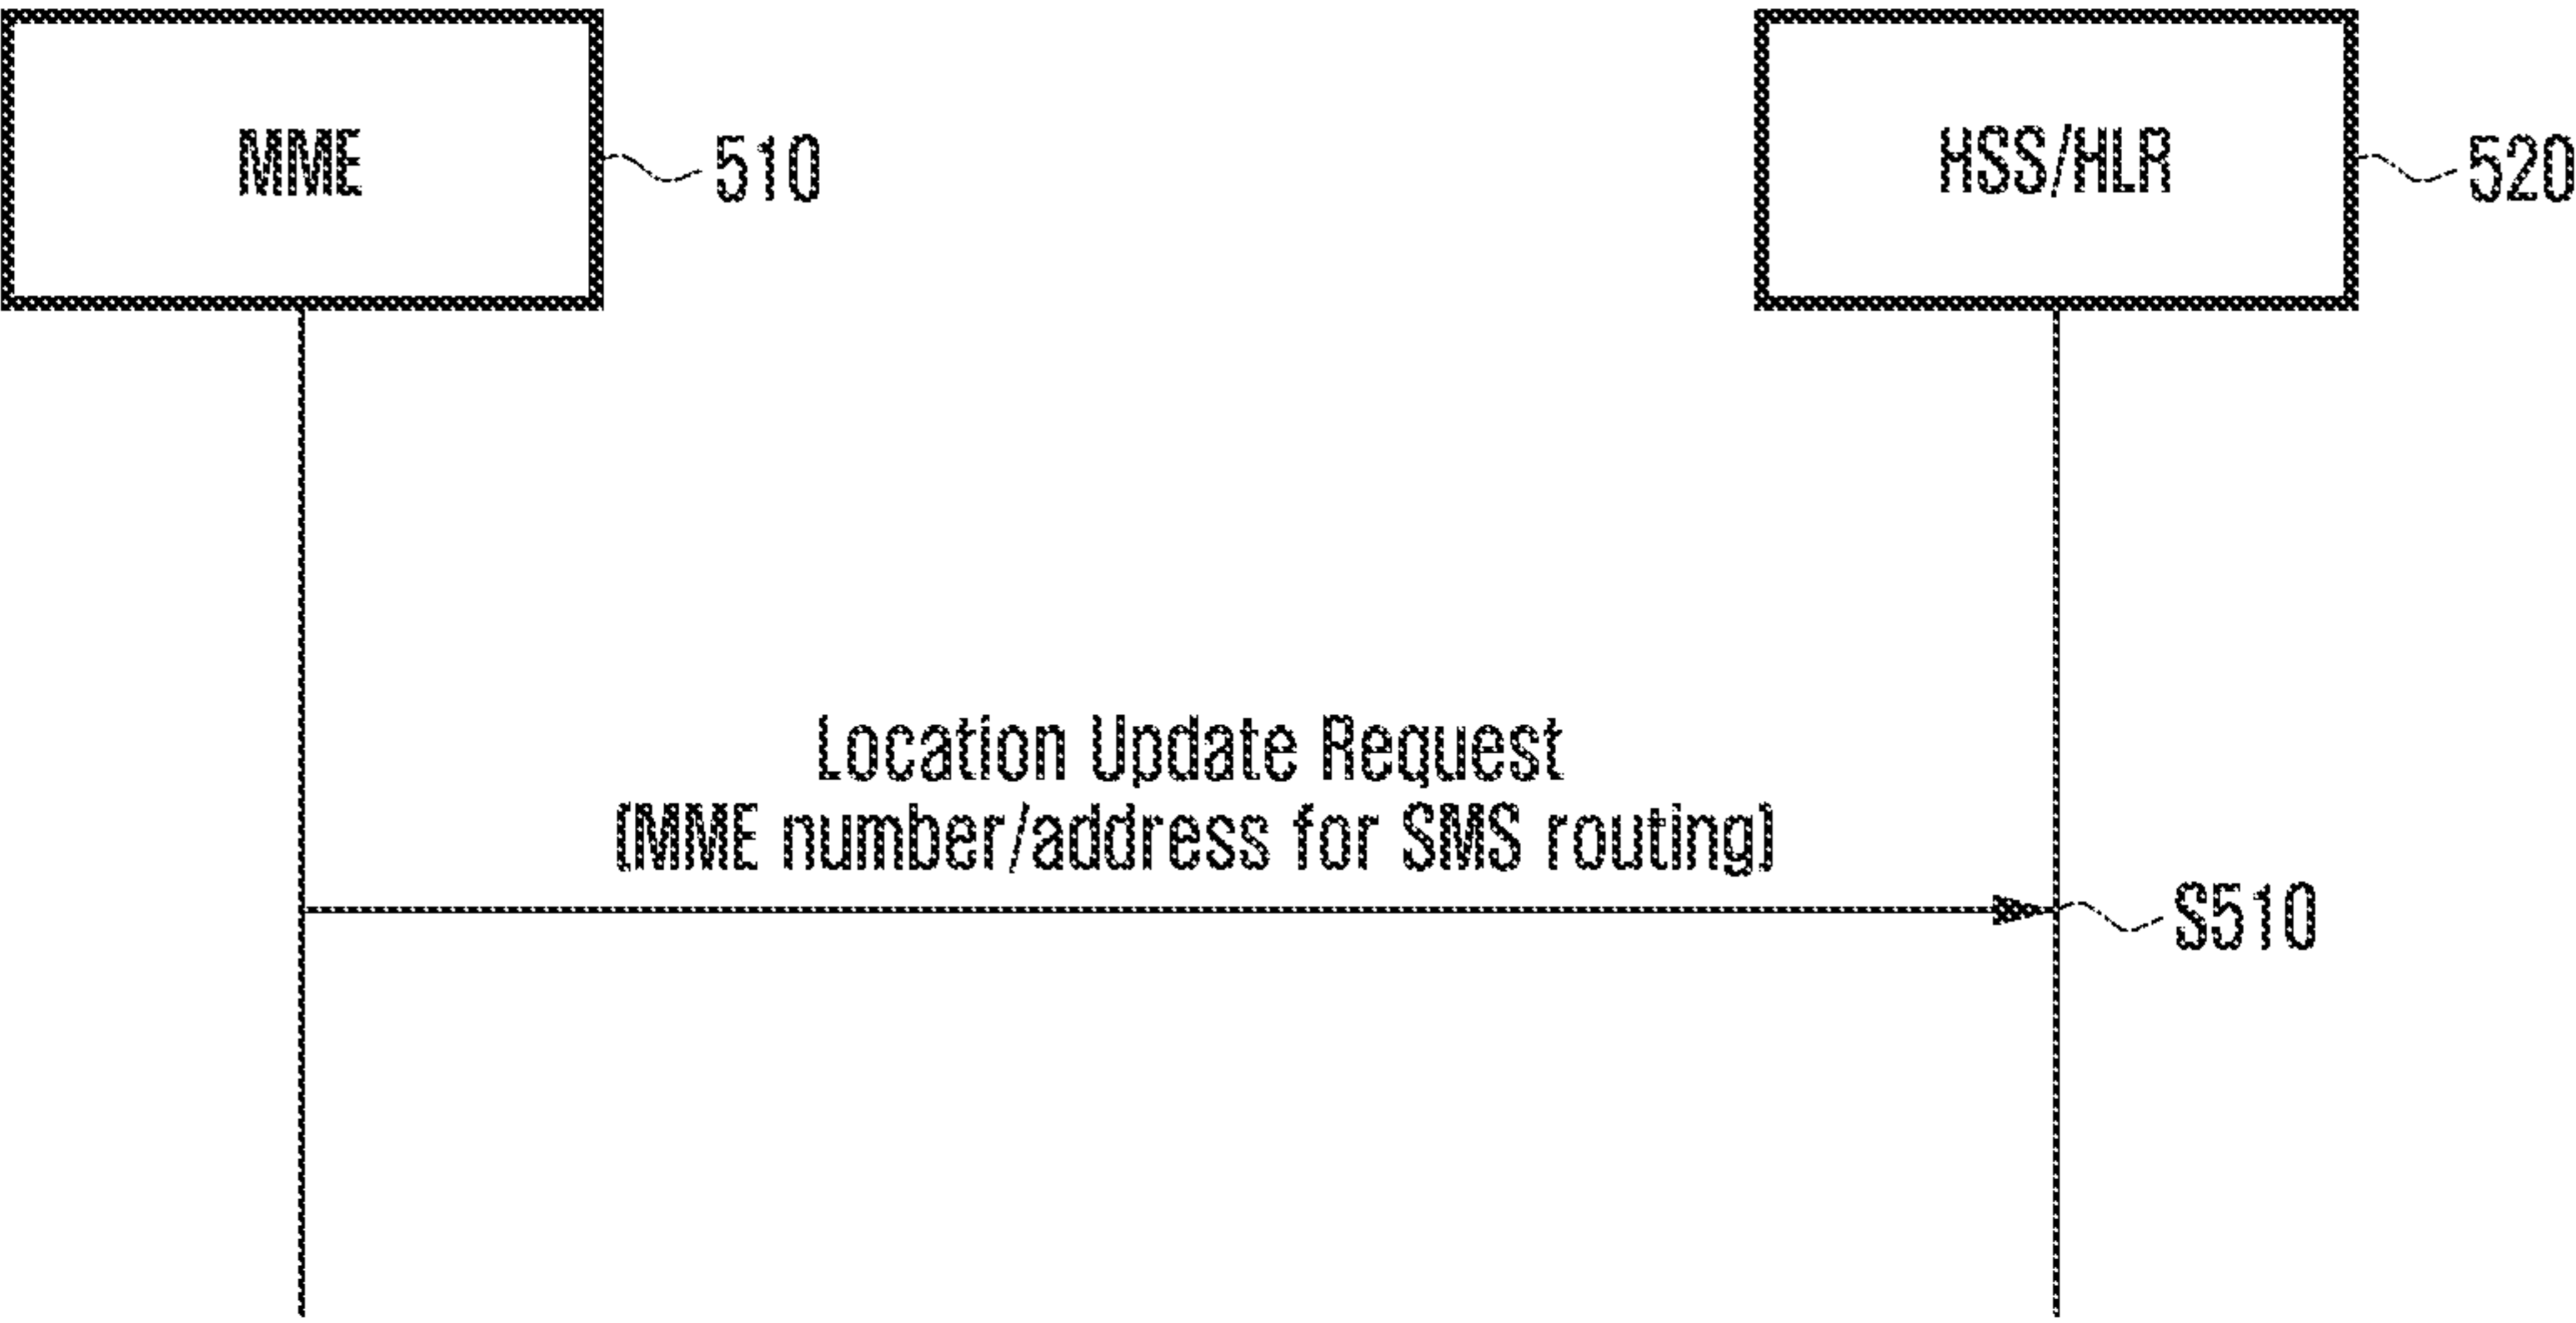 MME
510
HSS/HLR
520
Location Update Request
(MME number/address for SMS routing)
S510